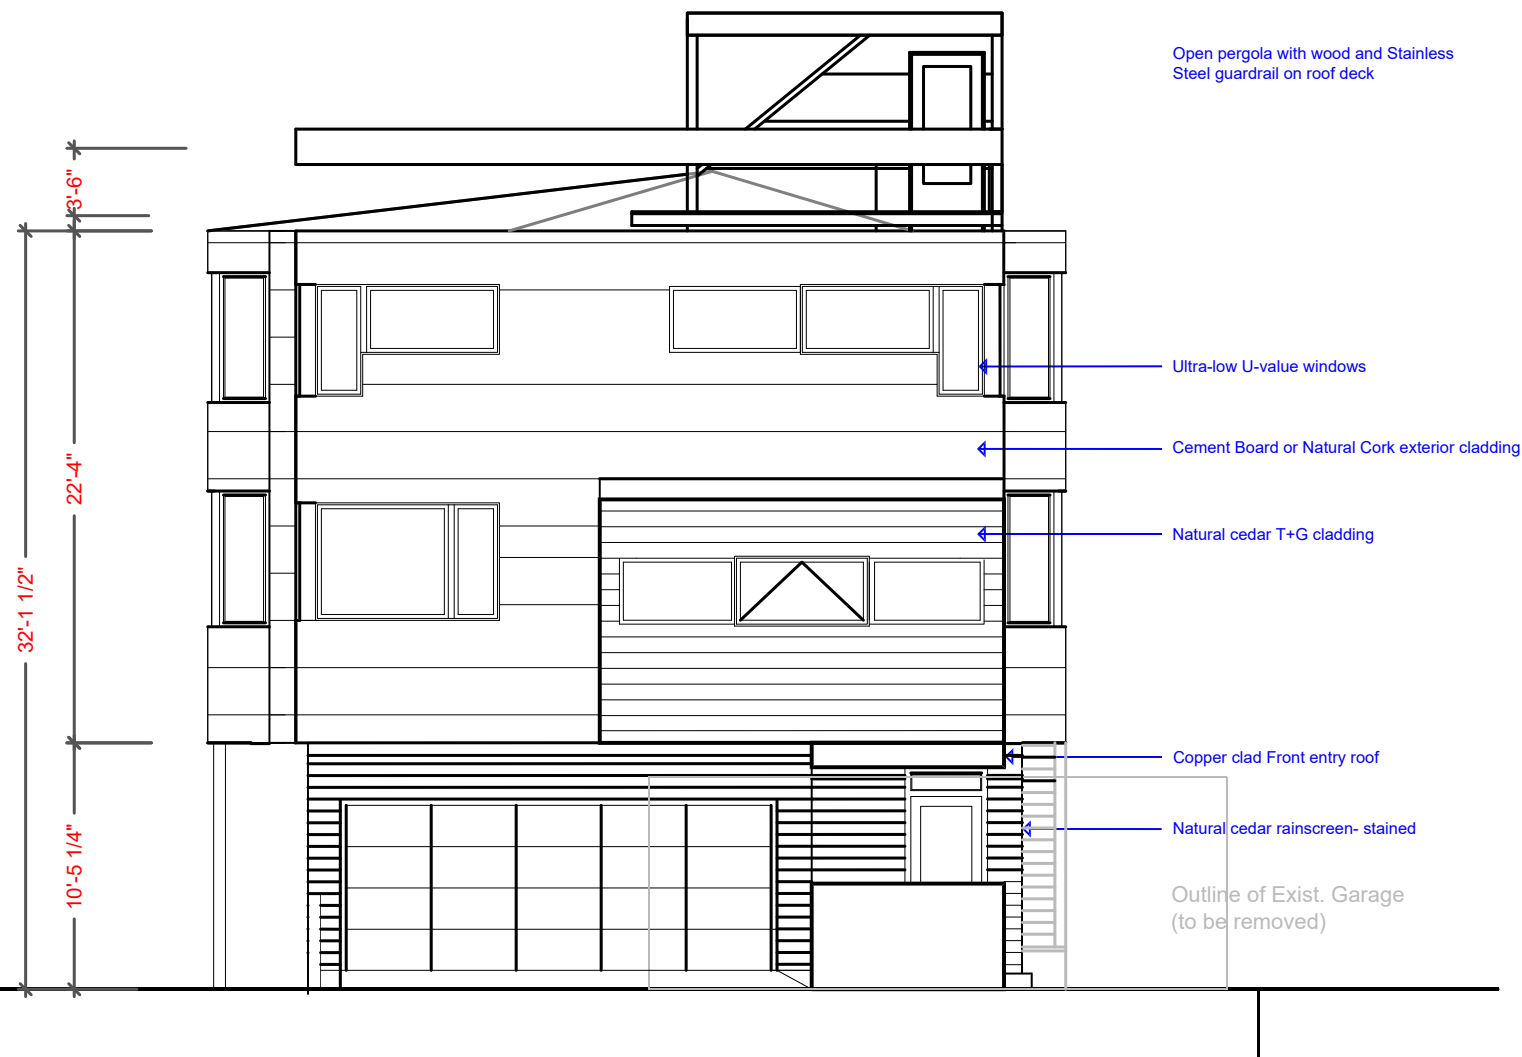 Open pergola with wood and Stainless
Steel guardrail on roof deck
3'-6"
Ultra-low U-value windows
Cement Board or Natural Cork exterior cladding
22'-4"
Natural cedar T+G cladding
32'-1 1/2"
Copper clad Front entry roof
Natural cedar rainscreen- stained
10'-5 1/4"
Outline of Exist. Garage
(to be removed)